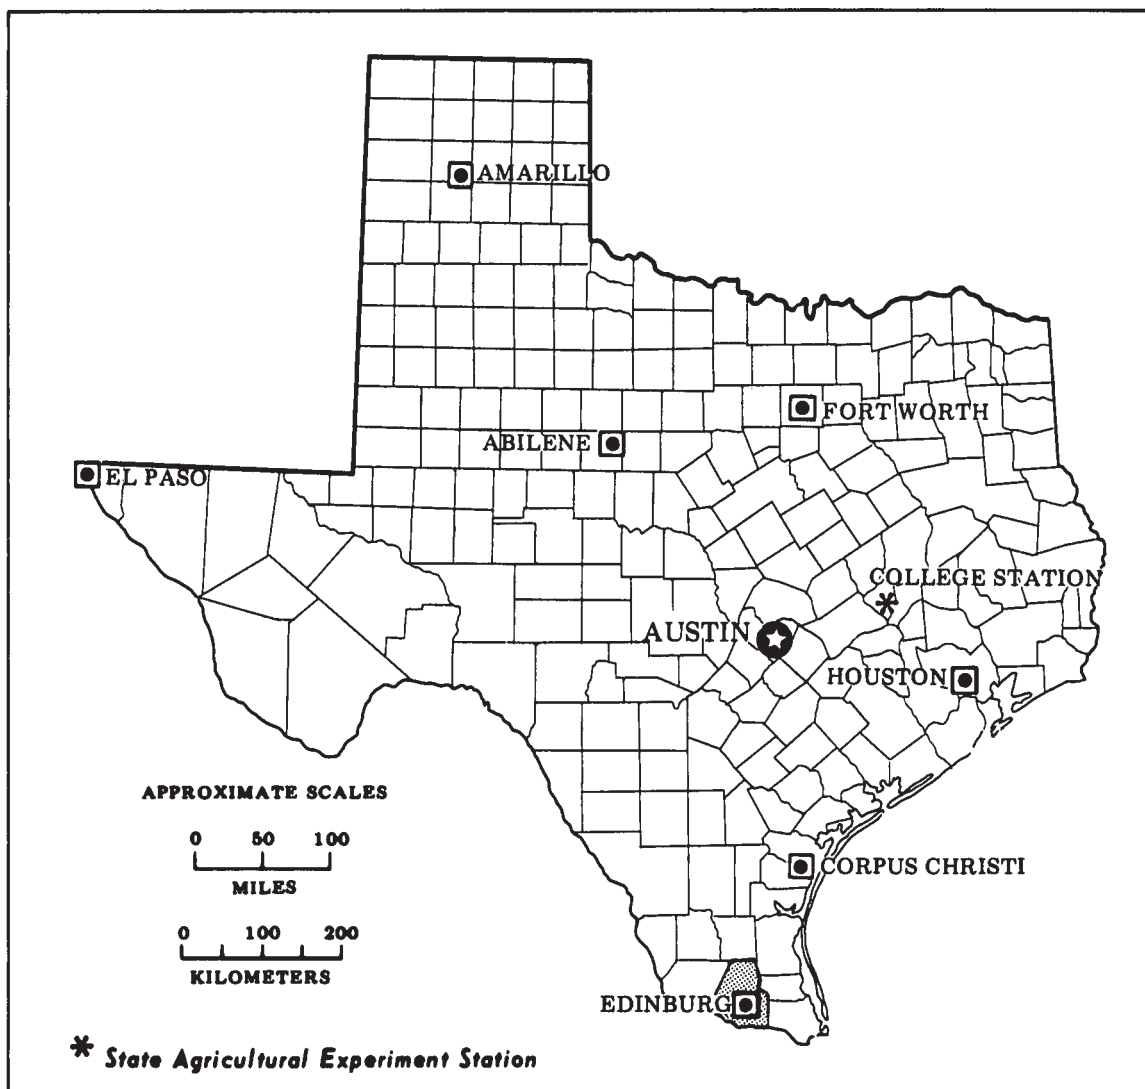 AMARILLO
FORT WORTH
ABILENE
EL PASO
COLLEGE STATION
*
AUSTIN
HOUSTON
APPROXIMATE SCALES
0 50 100
MILES
CORPUS CHRISTI
0 100 200
KILOMETERS
EDINBURG
* State Agricultural Experiment Station